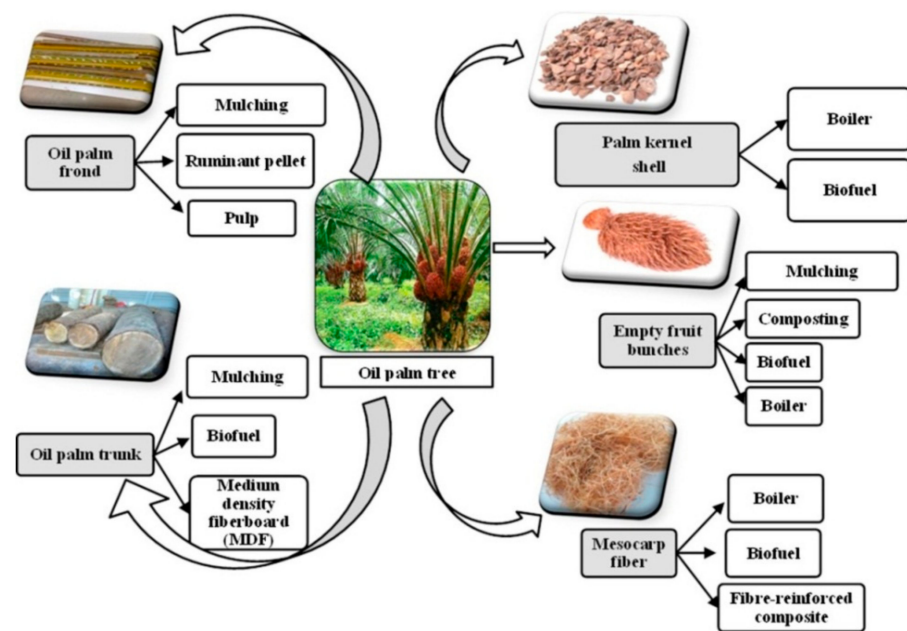 Mulching
Oil palm
frond
Ruminant pellet
Pulp
Palm kernel
shell
Boiler
Biofuel
Oil palm tree
Mulching
Oil palm trunk
Biofuel
Medium
density
fiberboard
(MDF)
Empty fruit
bunches
Mulching
Composting
Biofuel
Boiler
Mesocarp
fiber
Boiler
Biofuel
Fibre-reinforced
composite